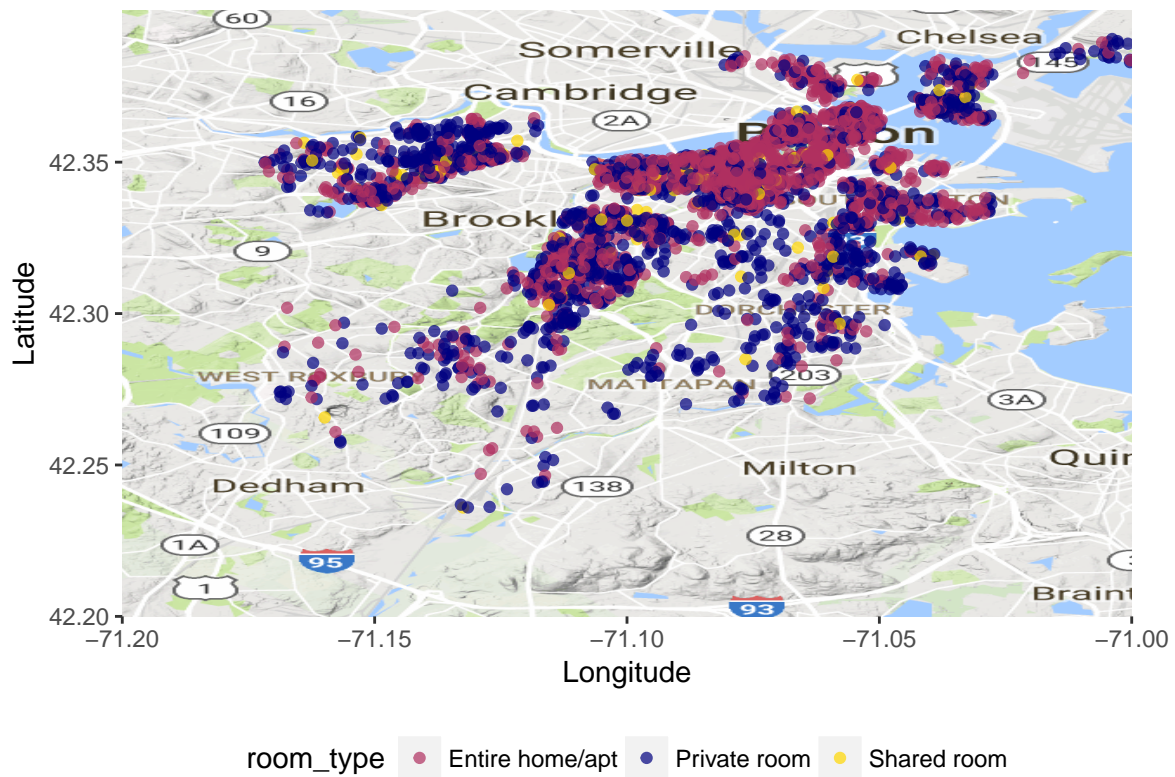 60
Chelsea
Somerville
145
16
Cambridge
2A
42.35
Brookl
9
42.30
DORCHESTER
WEST ROXBURY
MATTAPAN
203
3A
109
42.25
Milton
Quin
Dedham
138
28
1A
95
1
Braint
93
42.20
−71.20
−71.15
−71.10
−71.05
−71.00
Latitude
Longitude
room_type Entire home/apt Private room Shared room